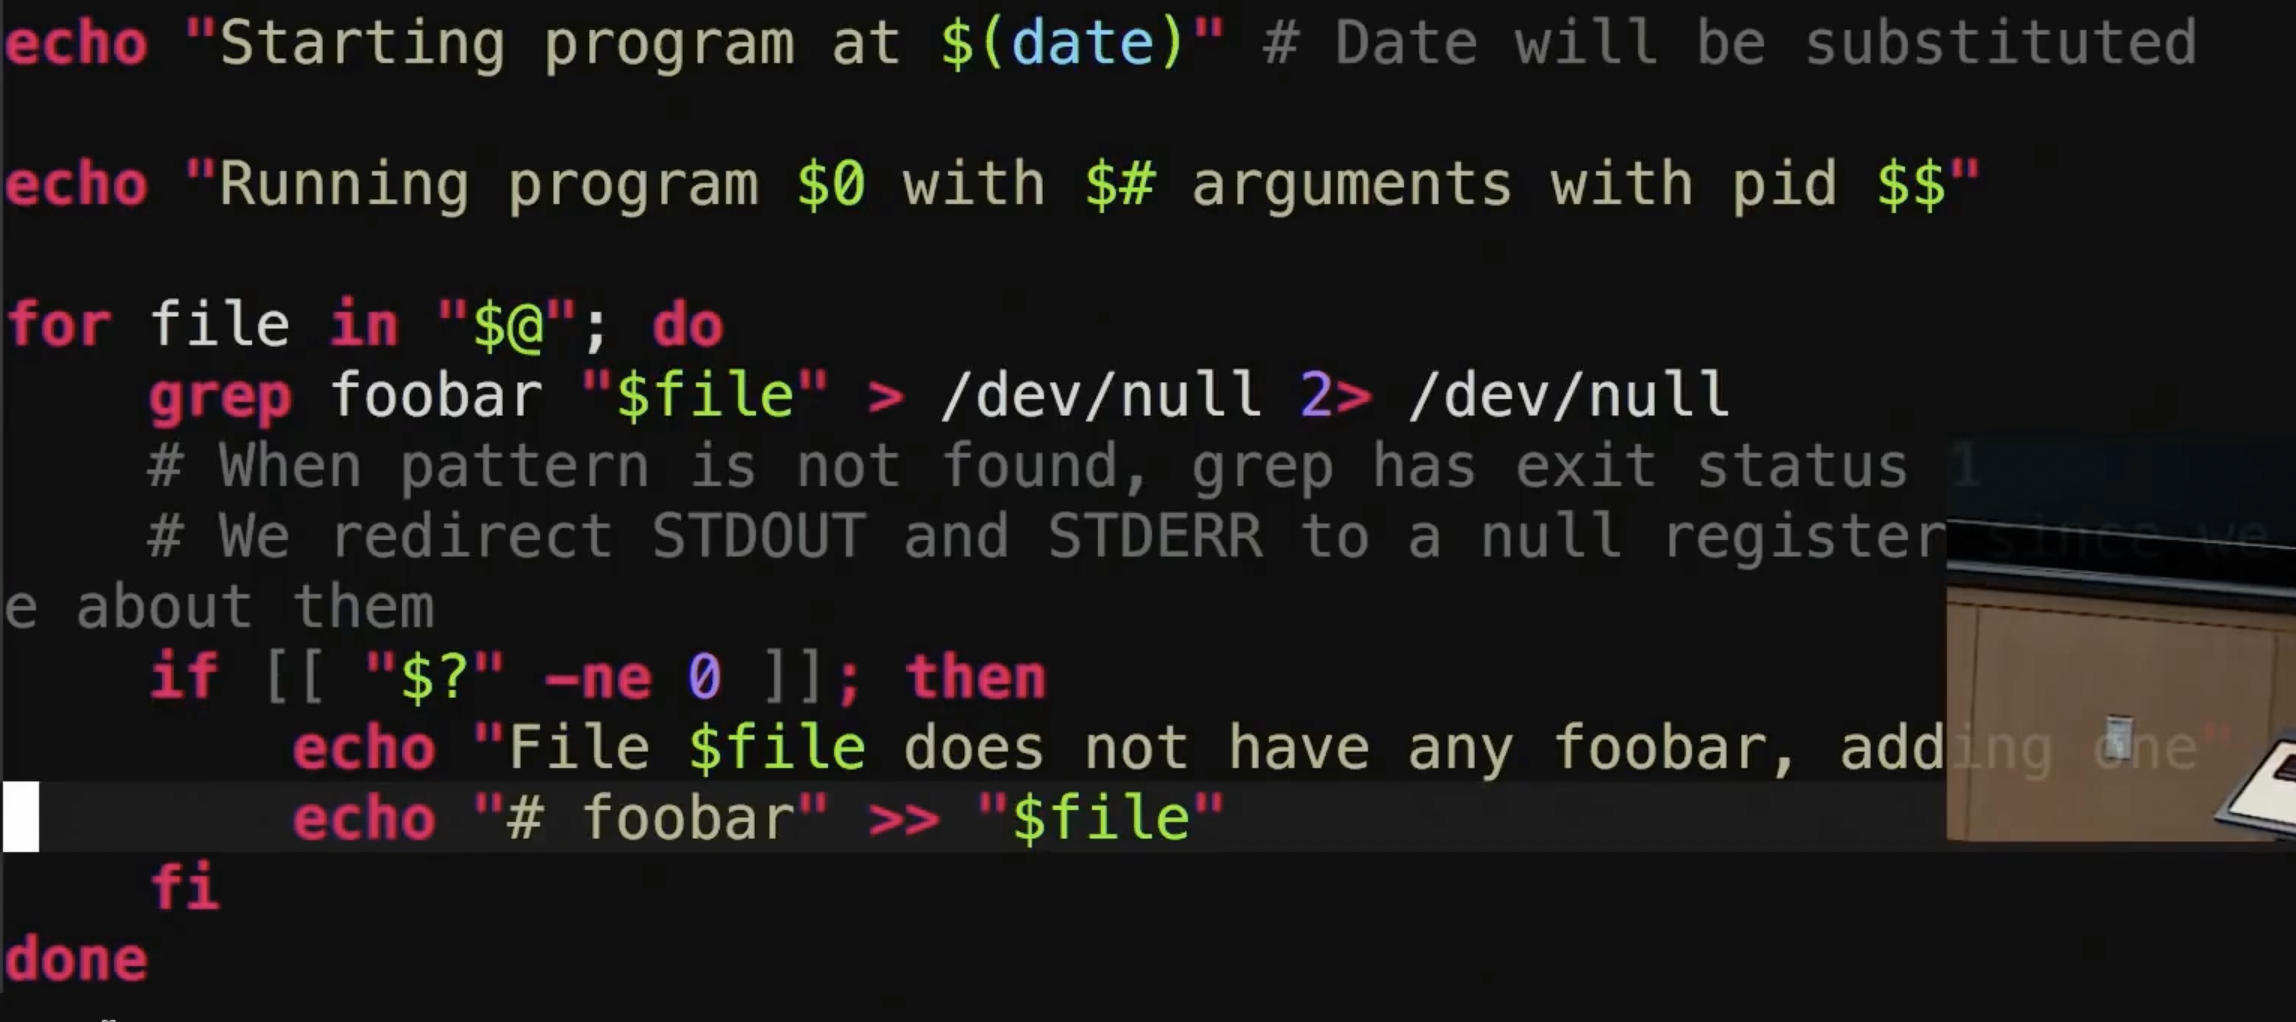 echo "Starting program at $(date)" # Date will be substituted
echo "Running program $0 with $# arguments with pid $$"
for file in "$@"; do
grep foobar "$file" > /dev/null 2> /dev/null
# When pattern is not found, grep has exit status 1
# We redirect STDOUT and STDERR to a null register since we
e about them
if [[ "$?" -ne 0 ]]; then
echo "File $file does not have any foobar, adding one"
echo "# foobar" >> "$file"
fi
done